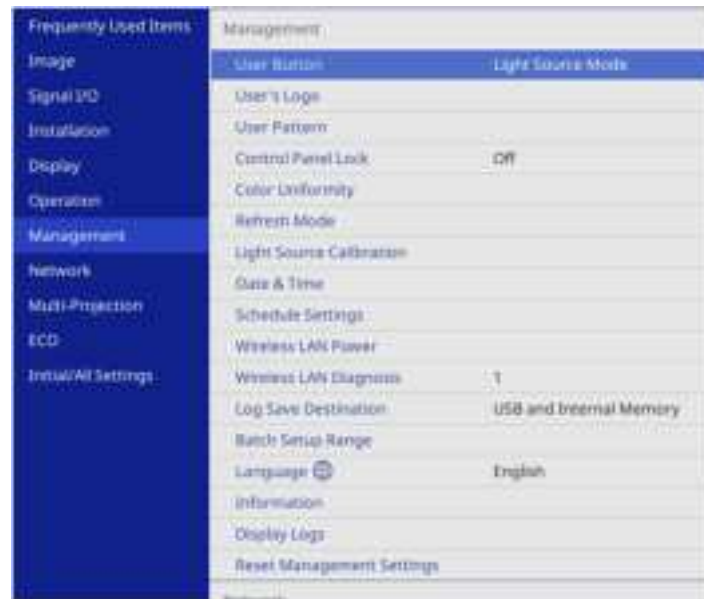 Frequently Used Items
Image
Signal I/O
Installation
Display
Operation
Management
Network
Multi-Projection
ECO
Initial/All Settings
Management
User Button Light Source Mode
User's Logo
User Pattern
Control Panel Lock Off
Color Uniformity
Refresh Mode
Light Source Calibration
Date & Time
Schedule Settings
Wireless LAN Power
Wireless LAN Diagnosis 1
Log Save Destination USB and Internal Memory
Batch Setup Range
Language English
Information
Display Logs
Reset Management Settings